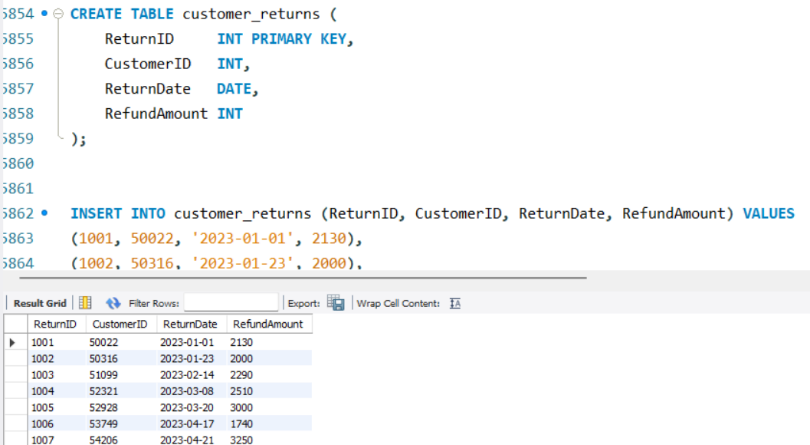 5854 CREATE TABLE customer_returns (
5855 ReturnID INT PRIMARY KEY,
5856 CustomerID INT,
5857 ReturnDate DATE,
5858 RefundAmount INT
5859 );
5860
5861
5862 INSERT INTO customer_returns (ReturnID, CustomerID, ReturnDate, RefundAmount) VALUES
5863 (1001, 50022, '2023-01-01', 2130),
5864 (1002, 50316, '2023-01-23', 2000),
Result Grid Filter Rows: Export: Wrap Cell Content: IA
ReturnID CustomerID ReturnDate RefundAmount
1001 50022 2023-01-01 2130
1002 50316 2023-01-23 2000
1003 51099 2023-02-14 2290
1004 52321 2023-03-08 2510
1005 52928 2023-03-20 3000
1006 53749 2023-04-17 1740
1007 54206 2023-04-21 3250